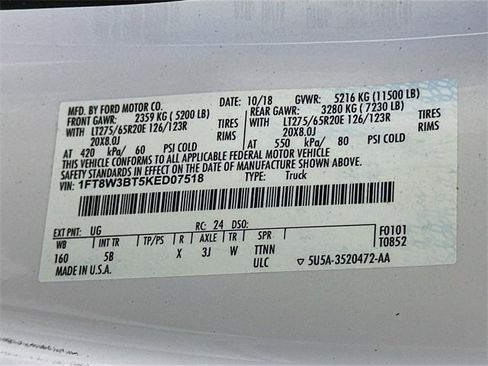 MFD. BY FORD MOTOR CO. DATE: 10/18 GVWR: 5216 KG (11500 LB)
FRONT GAWR: 2359 KG (5200 LB) REAR GAWR: 3280 KG (7230 LB)
WITH LT275/65R20E 126/123R TIRES WITH LT275/65R20E 126/123R TIRES
20X8.0J RIMS 20X8.0J RIMS
AT 420 kPa/ 60 PSI COLD AT 550 kPa/ 80 PSI COLD
THIS VEHICLE CONFORMS TO ALL APPLICABLE FEDERAL MOTOR VEHICLE
SAFETY STANDARDS IN EFFECT ON THE DATE OF MANUFACTURE SHOWN ABOVE.
VIN: 1FT8W3BT5KED07518 TYPE: Truck
EXT PNT: UG RC: 24 DSO: F0101
WB INT TR TP/PS R AXLE TR SPR T0852
160 5B X 3J W TTNN
MADE IN U.S.A. ULC ▽ 5U5A-3520472-AA